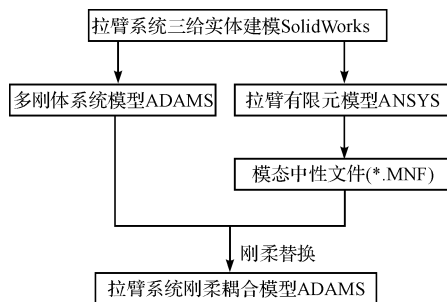 拉臂系统三给实体建模SolidWorks
多刚体系统模型ADAMS
拉臂有限元模型ANSYS
模态中性文件(*.MNF)
刚柔替换
拉臂系统刚柔耦合模型ADAMS